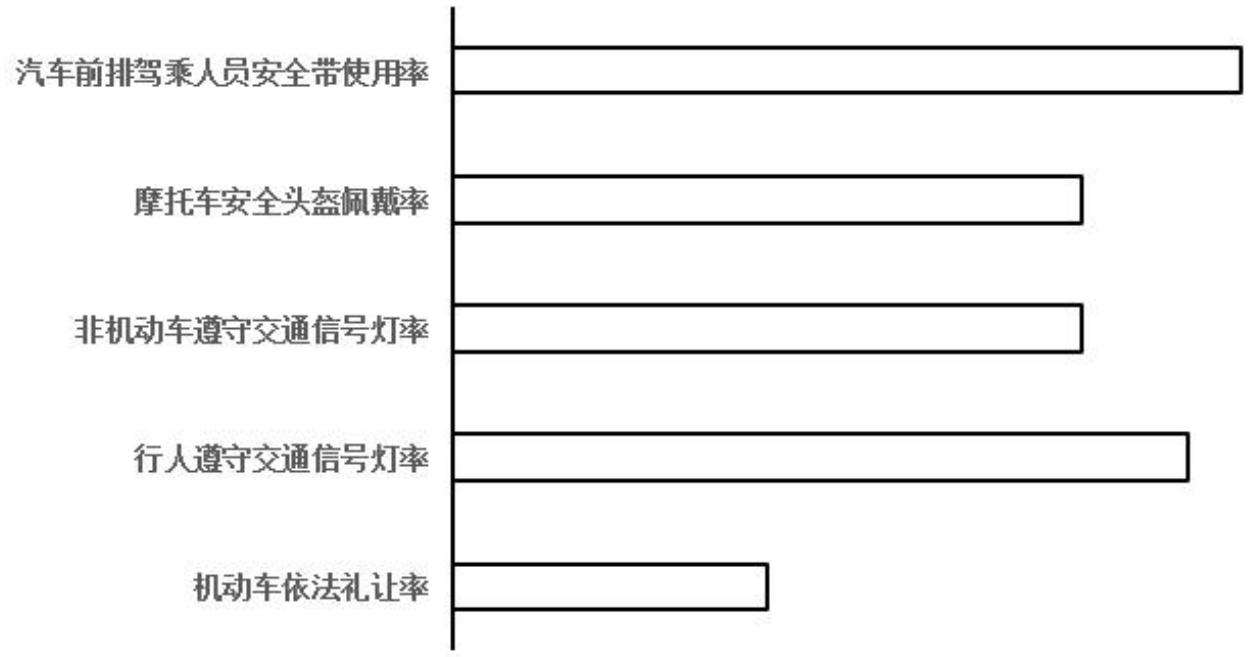 汽车前排驾乘人员安全带使用率
摩托车安全头盔佩戴率
非机动车遵守交通信号灯率
行人遵守交通信号灯率
机动车依法礼让率